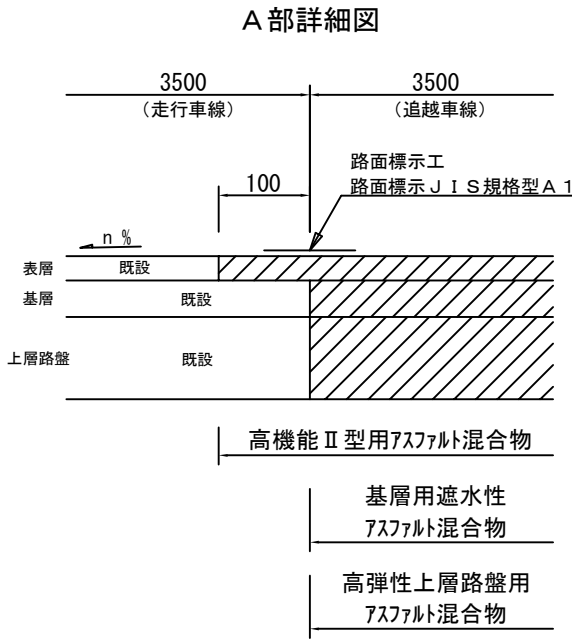 A部詳細図
3500
3500
(走行車線)
(追越車線)
路面標示工
100
路面標示JIS規格型A1
n %
表層
既設
基層
既設
上層路盤
既設
高機能Ⅱ型用ｱｽﾌｧﾙﾄ混合物
基層用遮水性
ｱｽﾌｧﾙﾄ混合物
高弾性上層路盤用
ｱｽﾌｧﾙﾄ混合物